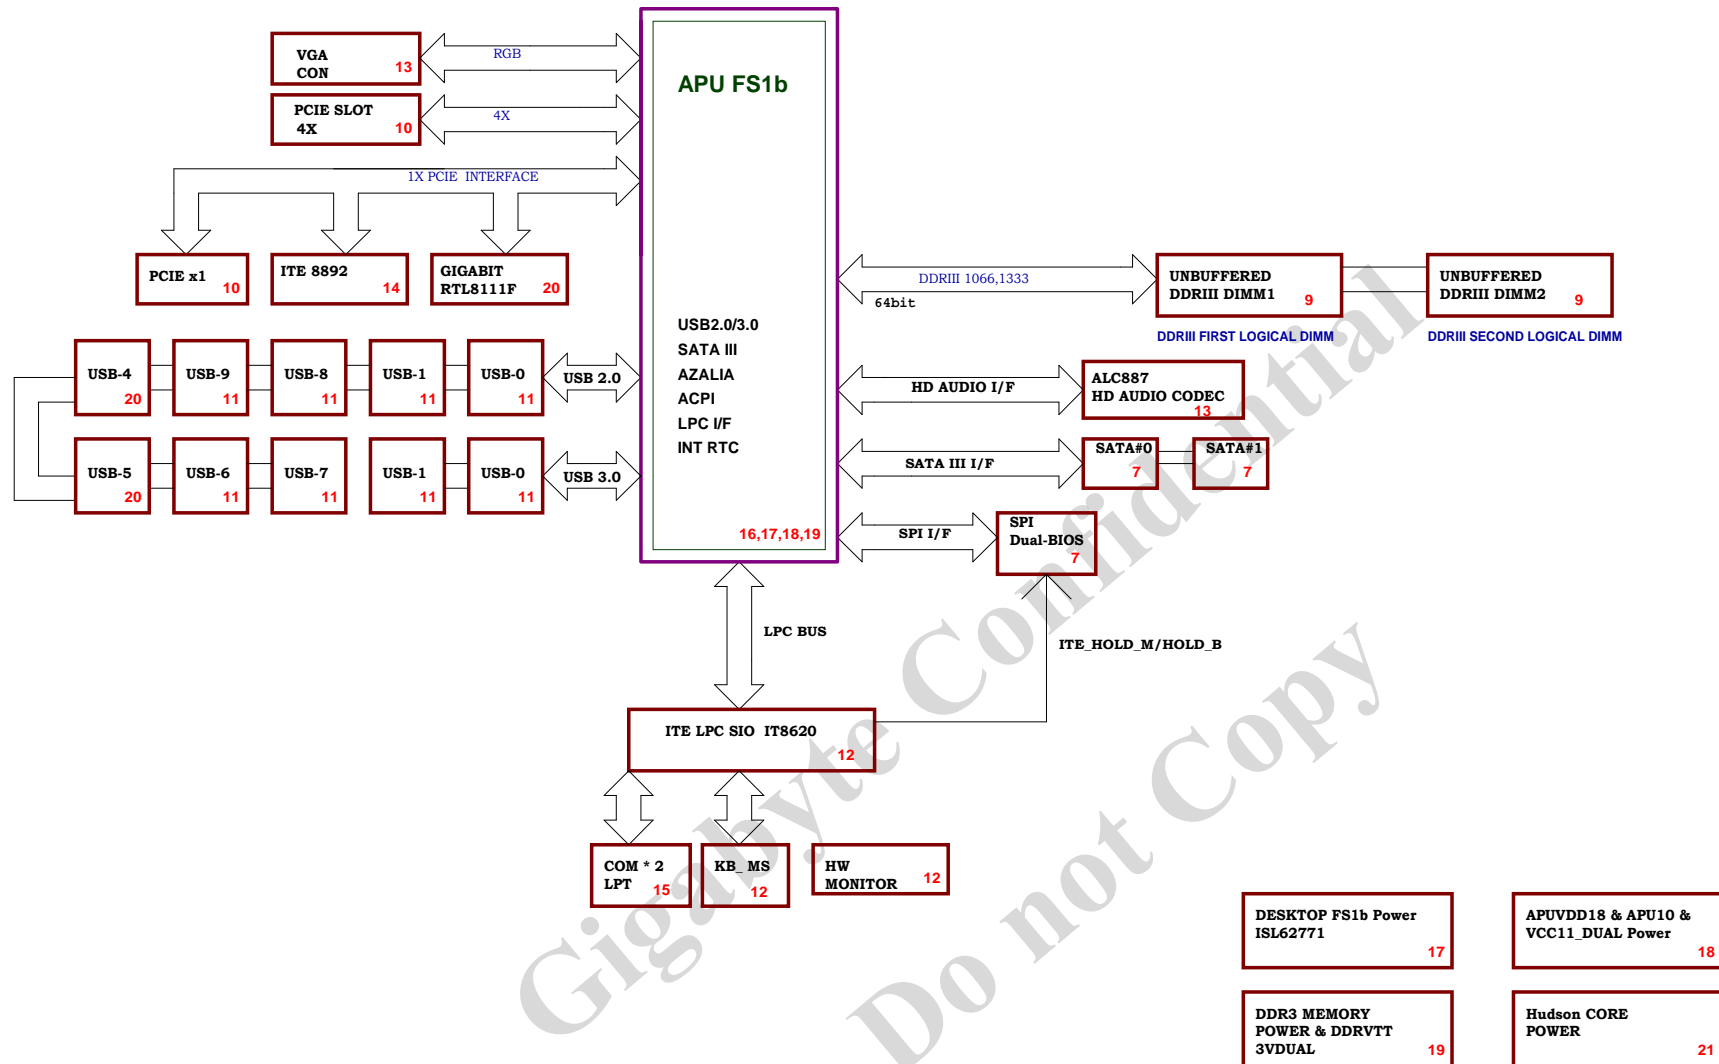 VGA
CON
13
RGB
PCIE SLOT
4X
10
4X
1X PCIE INTERFACE
PCIE x1
10
ITE 8892
14
GIGABIT
RTL8111F
20
APU FS1b
USB2.0/3.0
SATA III
AZALIA
ACPI
LPC I/F
INT RTC
16,17,18,19
DDRIII 1066,1333
64bit
UNBUFFERED
DDRIII DIMM1
9
UNBUFFERED
DDRIII DIMM2
9
DDRIII FIRST LOGICAL DIMM
DDRIII SECOND LOGICAL DIMM
USB-4
20
USB-9
11
USB-8
11
USB-1
11
USB-0
11
USB 2.0
USB-5
20
USB-6
11
USB-7
11
USB-1
11
USB-0
11
USB 3.0
HD AUDIO I/F
ALC887
HD AUDIO CODEC
13
SATA III I/F
SATA#0
7
SATA#1
7
SPI I/F
SPI
Dual-BIOS
7
LPC BUS
ITE_HOLD_M/HOLD_B
ITE LPC SIO IT8620
12
COM * 2
LPT
15
KB_ MS
12
HW
MONITOR
12
DESKTOP FS1b Power
ISL62771
17
APUVDD18 & APU10 &
VCC11_DUAL Power
18
DDR3 MEMORY
POWER & DDRVTT
3VDUAL
19
Hudson CORE
POWER
21
Gigabyte Confidential
Do not Copy